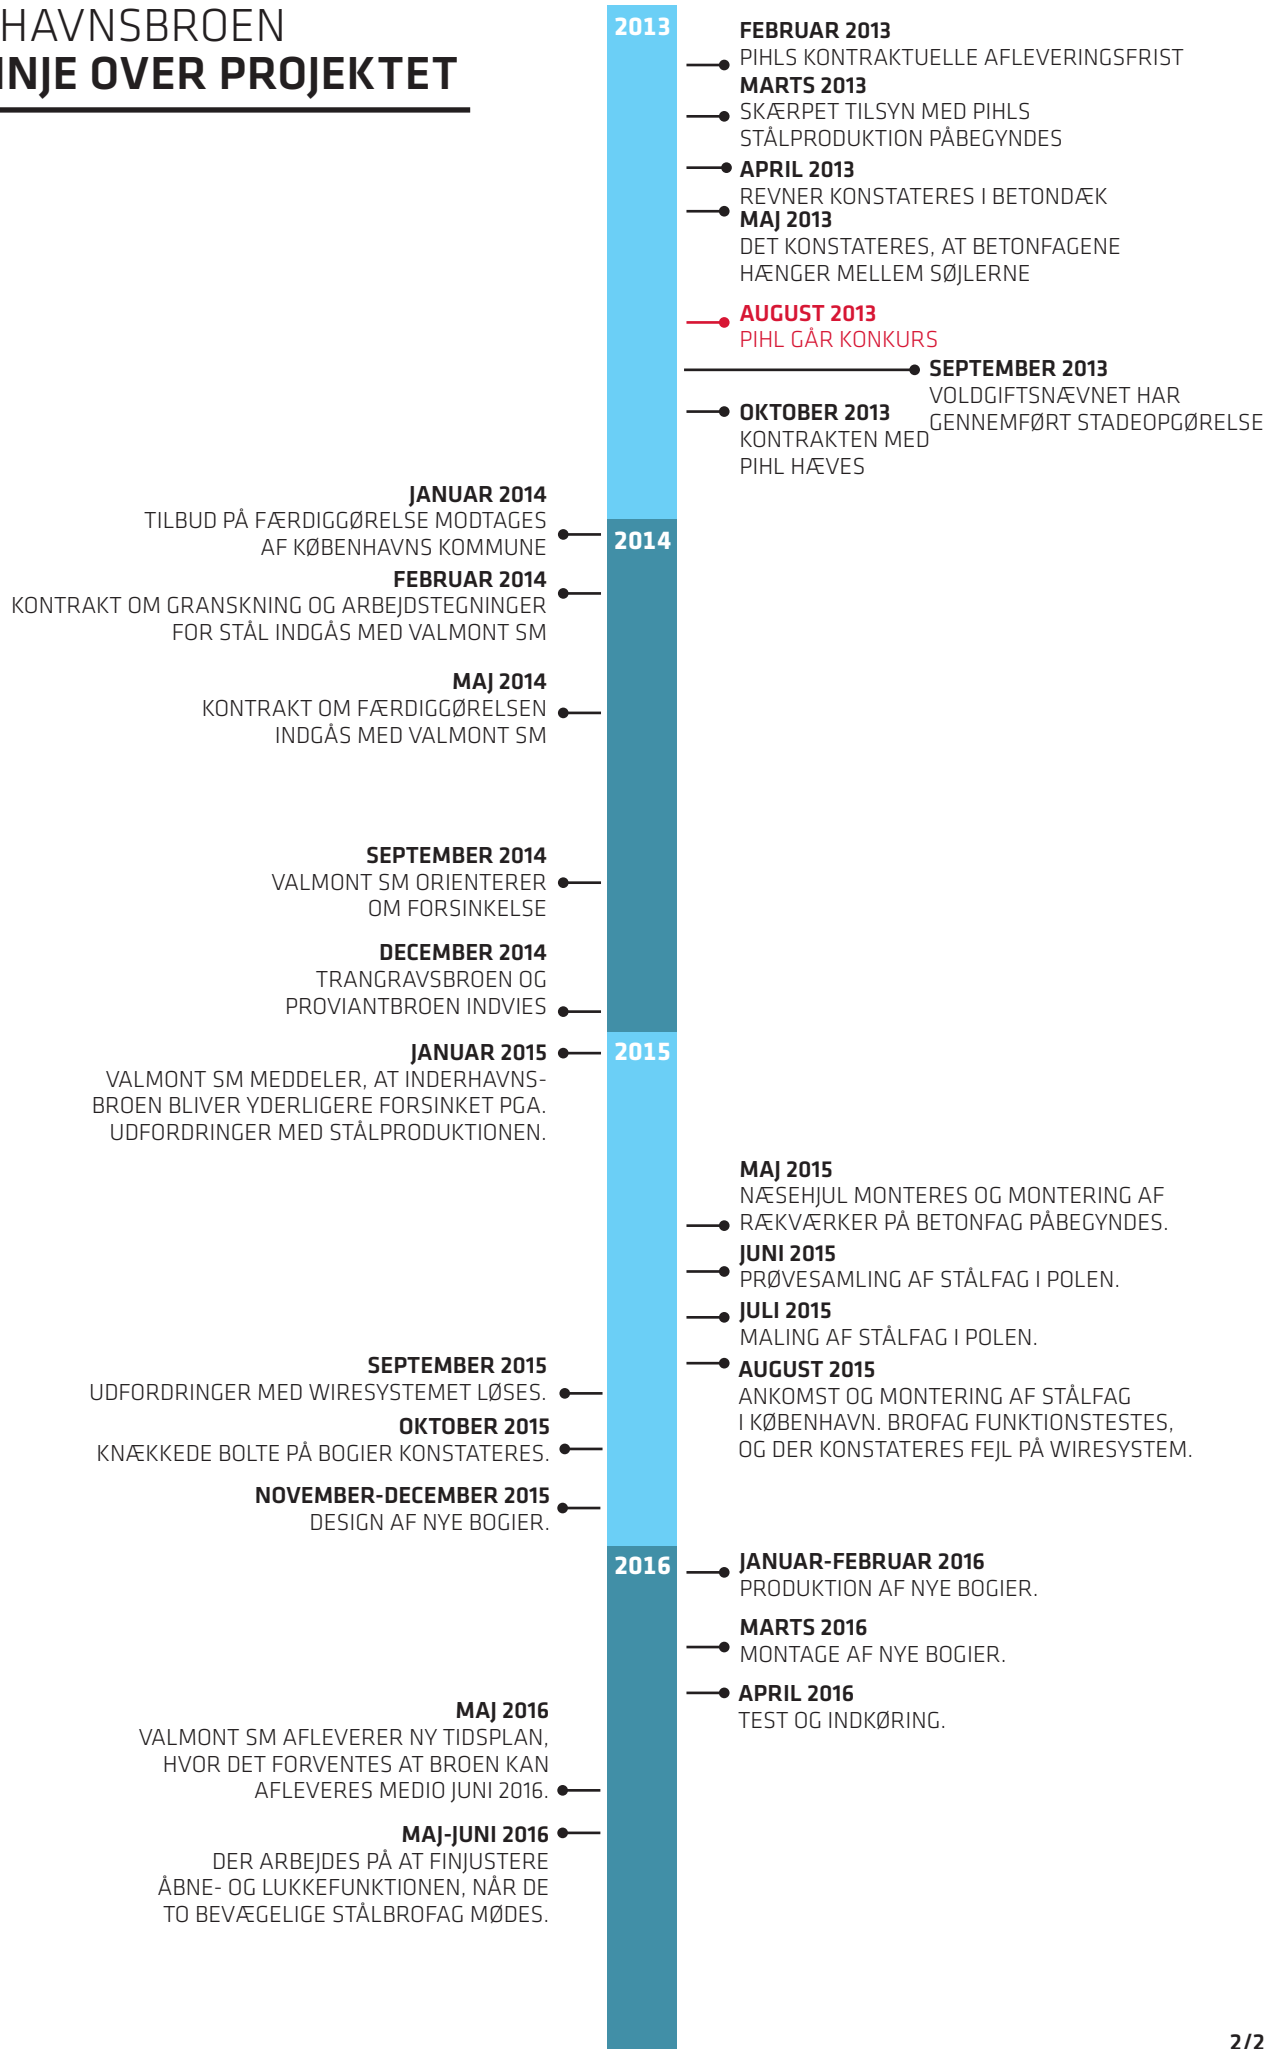 HAVNSBROEN
INJE OVER PROJEKTET
2013
FEBRUAR 2013
PIHLS KONTRAKTUELLE AFLEVERINGSFRIST
MARTS 2013
SKÆRPET TILSYN MED PIHLS
STÅLPRODUKTION PÅBEGYNDES
APRIL 2013
REVNER KONSTATERES I BETONDÆK
MAJ 2013
DET KONSTATERES, AT BETONFAGENE
HÆNGER MELLEM SØJLERNE
AUGUST 2013
PIHL GÅR KONKURS
SEPTEMBER 2013
VOLDGIFTSNÆVNET HAR
GENNEMFØRT STADEOPGØRELSE
OKTOBER 2013
KONTRAKTEN MED
PIHL HÆVES
2014
JANUAR 2014
TILBUD PÅ FÆRDIGGØRELSE MODTAGES
AF KØBENHAVNS KOMMUNE
FEBRUAR 2014
KONTRAKT OM GRANSKNING OG ARBEJDSTEGNINGER
FOR STÅL INDGÅS MED VALMONT SM
MAJ 2014
KONTRAKT OM FÆRDIGGØRELSEN
INDGÅS MED VALMONT SM
SEPTEMBER 2014
VALMONT SM ORIENTERER
OM FORSINKELSE
DECEMBER 2014
TRANGRAVSBROEN OG
PROVIANTBROEN INDVIES
2015
JANUAR 2015
VALMONT SM MEDDELER, AT INDERHAVNS-
BROEN BLIVER YDERLIGERE FORSINKET PGA.
UDFORDRINGER MED STÅLPRODUKTIONEN.
MAJ 2015
NÆSEHJUL MONTERES OG MONTERING AF
RÆKVÆRKER PÅ BETONFAG PÅBEGYNDES.
JUNI 2015
PRØVESAMLING AF STÅLFAG I POLEN.
JULI 2015
MALING AF STÅLFAG I POLEN.
AUGUST 2015
ANKOMST OG MONTERING AF STÅLFAG
I KØBENHAVN. BROFAG FUNKTIONSTESTES,
OG DER KONSTATERES FEJL PÅ WIRESYSTEM.
SEPTEMBER 2015
UDFORDRINGER MED WIRESYSTEMET LØSES.
OKTOBER 2015
KNÆKKEDE BOLTE PÅ BOGIER KONSTATERES.
NOVEMBER-DECEMBER 2015
DESIGN AF NYE BOGIER.
2016
JANUAR-FEBRUAR 2016
PRODUKTION AF NYE BOGIER.
MARTS 2016
MONTAGE AF NYE BOGIER.
APRIL 2016
TEST OG INDKØRING.
MAJ 2016
VALMONT SM AFLEVERER NY TIDSPLAN,
HVOR DET FORVENTES AT BROEN KAN
AFLEVERES MEDIO JUNI 2016.
MAJ-JUNI 2016
DER ARBEJDES PÅ AT FINJUSTERE
ÅBNE- OG LUKKEFUNKTIONEN, NÅR DE
TO BEVÆGELIGE STÅLBROFAG MØDES.
2/2